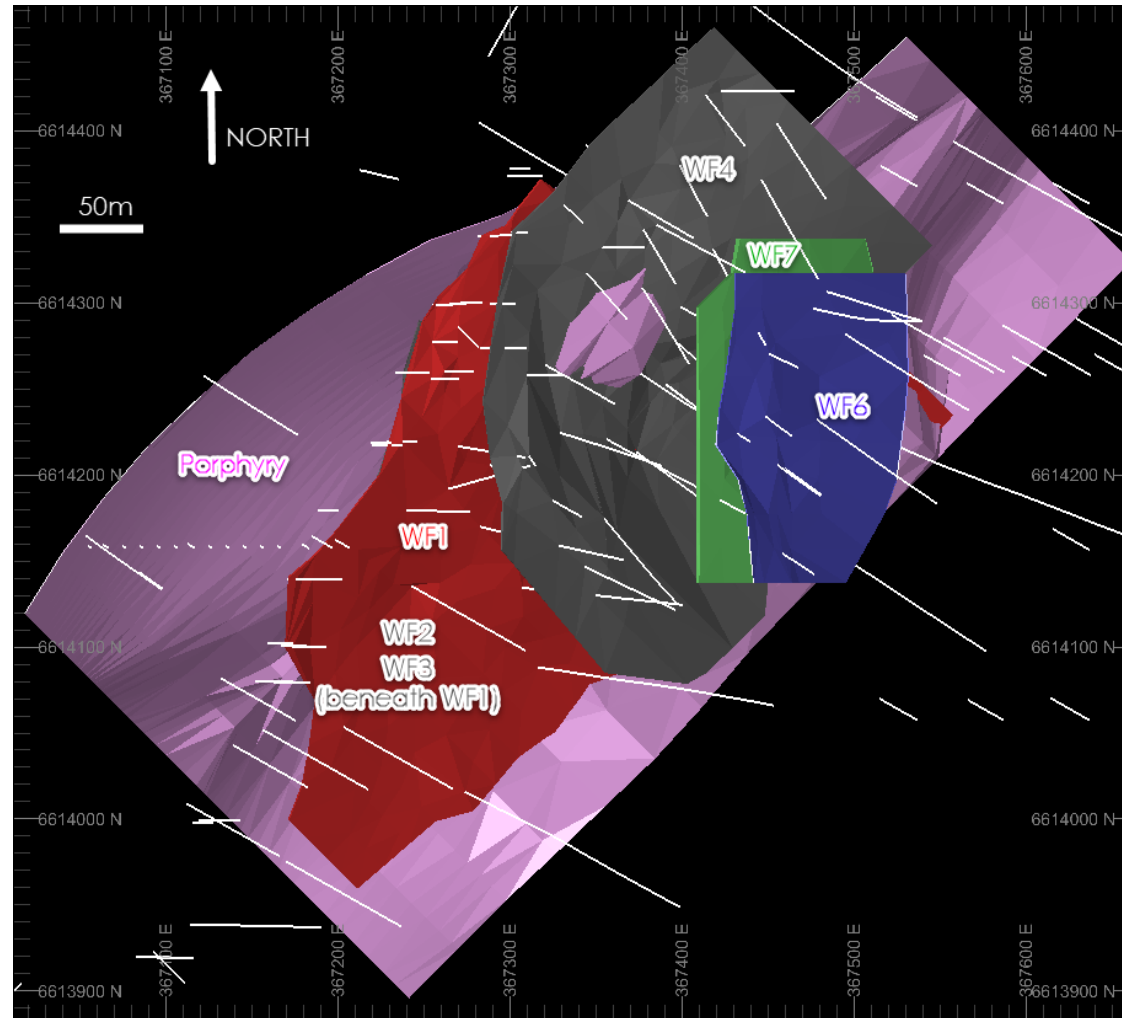 367100 E
367200 E
367300 E
367400 E
367500 E
367600 E
6614400 N
6614400 N
NORTH
WF4
50m
WF7
6614300 N
6614300 N
WF6
Porphyry
6614200 N
6614200 N
WF1
WF2
6614100 N
6614100 N
WF3
(beneath WF1)
6614000 N
6614000 N
367100 E
367200 E
367300 E
367400 E
367500 E
367600 E
6613900 N
6613900 N